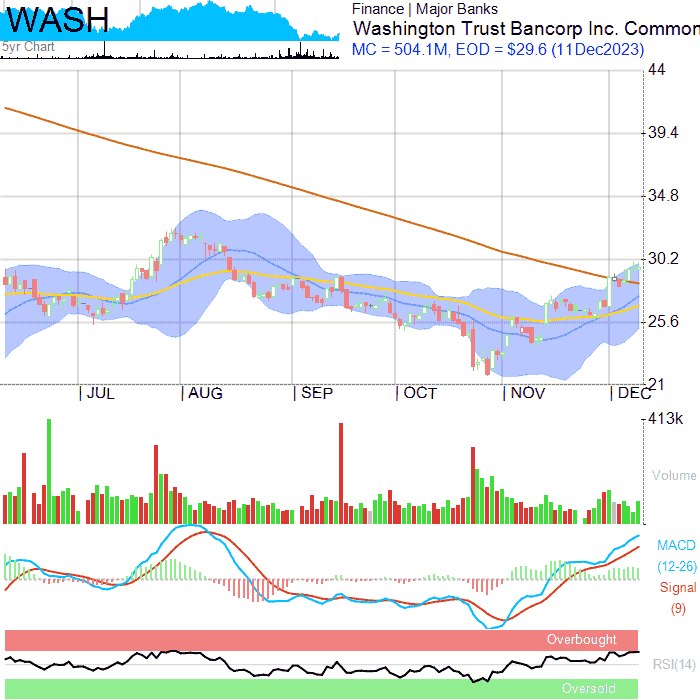 WASH
5yr Chart
Finance | Major Banks
Washington Trust Bancorp Inc. Common
MC = 504.1M, EOD = $29.6 (11Dec2023)
44
39.4
34.8
30.2
25.6
21
JUL
AUG
SEP
OCT
NOV
DEC
413k
Volume
MACD
(12-26)
Signal
(9)
Overbought
RSI(14)
Oversold